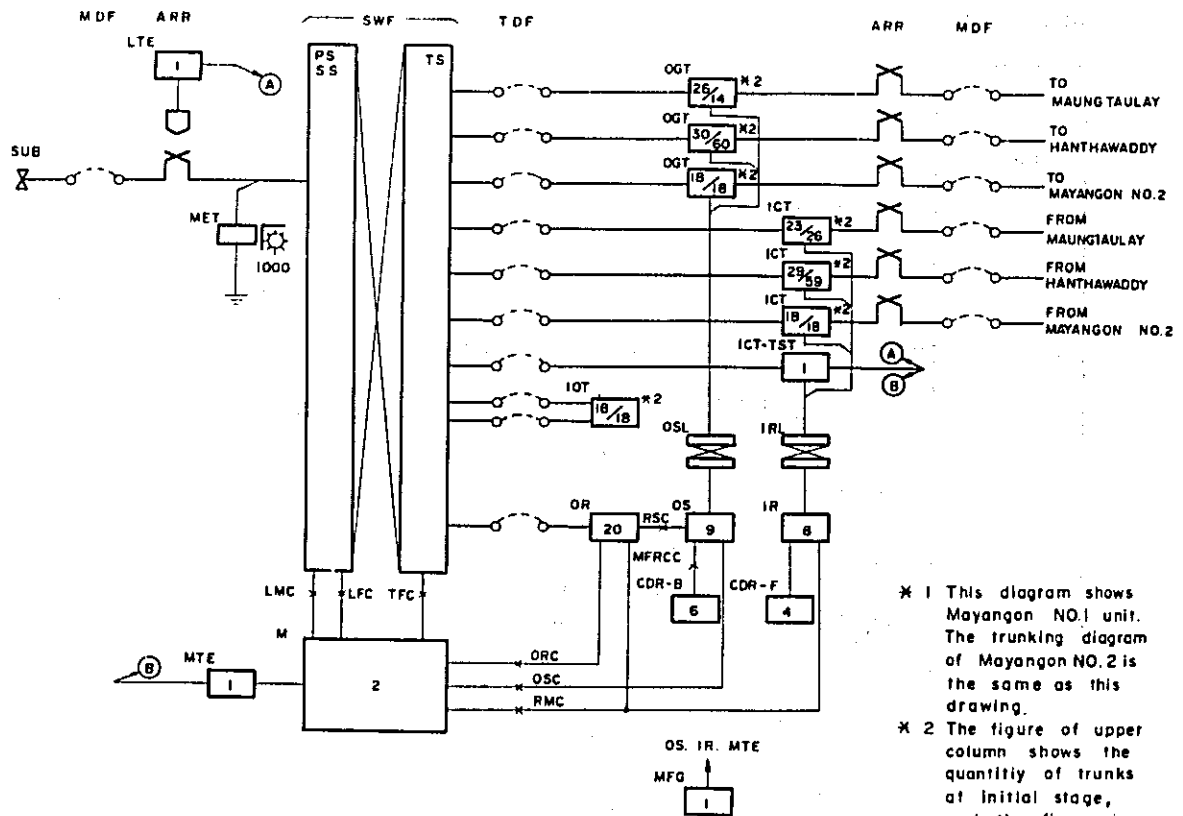 MDF ARR SWF TDF ARR MDF
LTE
1
A
PS
SS
TS
OGT
26/14
*2
TO
MAUNGTAULAY
OGT
30/60
*2
TO
HANTHAWADDY
SUB
OGT
18/18
*2
TO
MAYANGON NO.2
MET
1000
ICT
23/26
*2
FROM
MAUNGTAULAY
ICT
29/59
*2
FROM
HANTHAWADDY
ICT
18/18
*2
FROM
MAYANGON NO.2
ICT-TST
1
A
B
IOT
18/18
*2
OSL
IRL
OR
20
RSC
OS
9
IR
8
MFRCC
CDR-B
6
CDR-F
4
LMC
LFC
TFC
M
2
MTE
1
B
ORC
OSC
RMC
OS. IR. MTE
MFG
1
* 1 This diagram shows
Mayangon NO.1 unit.
The trunking diagram
of Mayangon NO.2 is
the same as this
drawing.
* 2 The figure of upper
column shows the
quantitiy of trunks
at initial stage,